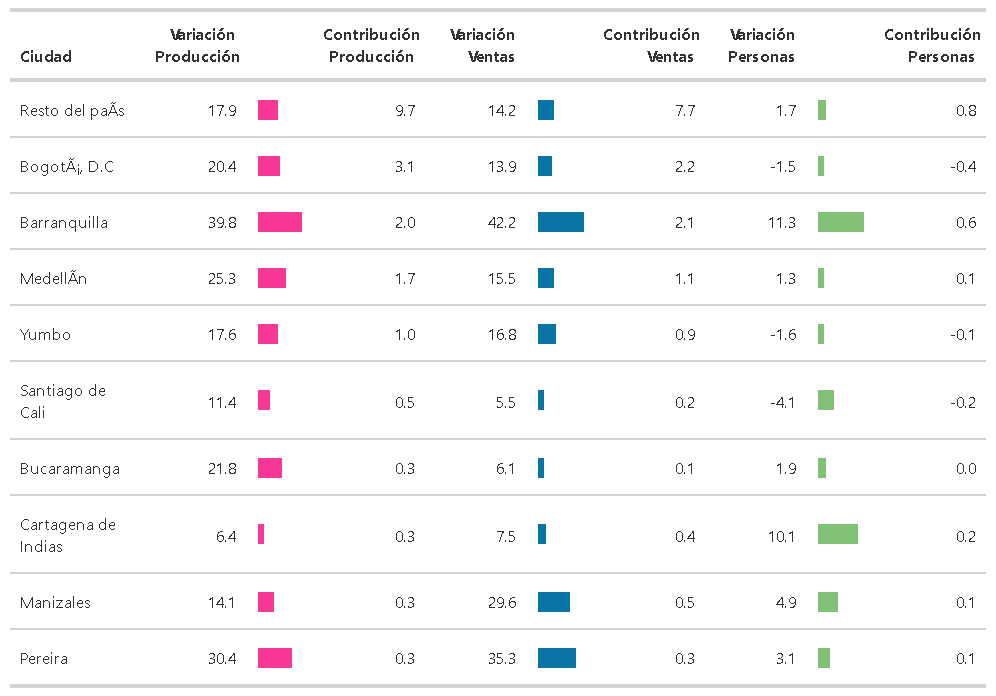 Ciudad Variación Producción Contribución Producción Variación Ventas Contribución Ventas Variación Personas Contribución Personas
Resto del paÃs 17.9 9.7 14.2 7.7 1.7 0.8
BogotÃ¡, D.C 20.4 3.1 13.9 2.2 -1.5 -0.4
Barranquilla 39.8 2.0 42.2 2.1 11.3 0.6
MedellÃn 25.3 1.7 15.5 1.1 1.3 0.1
Yumbo 17.6 1.0 16.8 0.9 -1.6 -0.1
Santiago de Cali 11.4 0.5 5.5 0.2 -4.1 -0.2
Bucaramanga 21.8 0.3 6.1 0.1 1.9 0.0
Cartagena de Indias 6.4 0.3 7.5 0.4 10.1 0.2
Manizales 14.1 0.3 29.6 0.5 4.9 0.1
Pereira 30.4 0.3 35.3 0.3 3.1 0.1